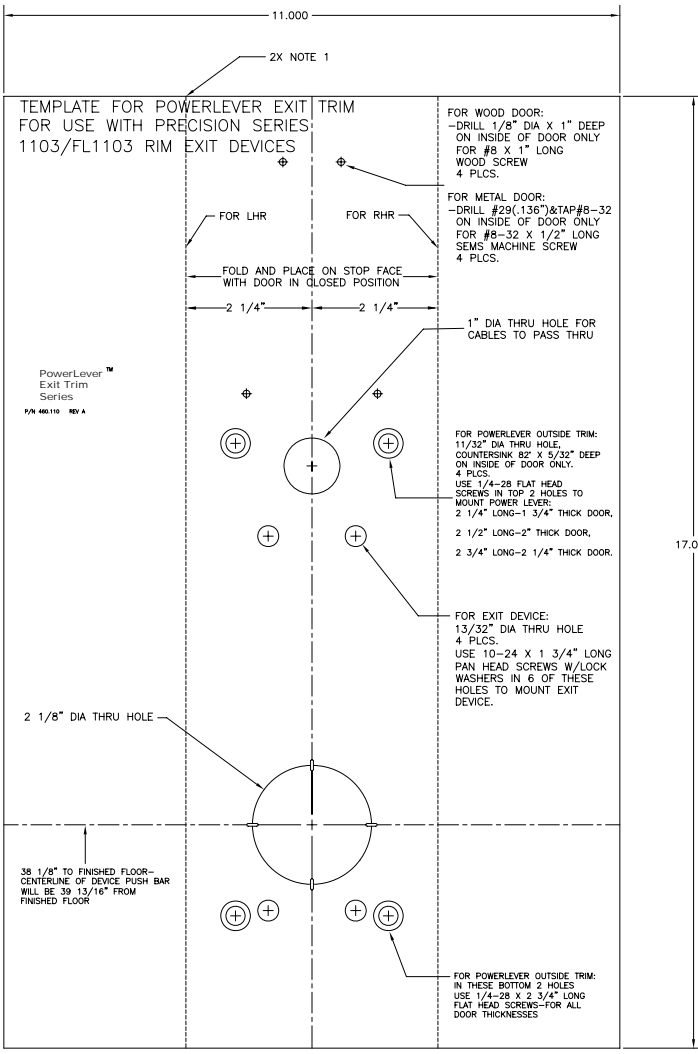 11.000
2X NOTE 1
TEMPLATE FOR POWERLEVER EXIT TRIM
FOR USE WITH PRECISION SERIES
1103/FL1103 RIM EXIT DEVICES
FOR WOOD DOOR:
-DRILL 1/8" DIA X 1" DEEP
ON INSIDE OF DOOR ONLY
FOR #8 X 1" LONG
WOOD SCREW
4 PLCS.
FOR METAL DOOR:
-DRILL #29(.136")&TAP#8-32
ON INSIDE OF DOOR ONLY
FOR #8-32 X 1/2" LONG
SEMS MACHINE SCREW
4 PLCS.
FOR LHR
FOR RHR
FOLD AND PLACE ON STOP FACE
WITH DOOR IN CLOSED POSITION
2 1/4"
2 1/4"
1" DIA THRU HOLE FOR
CABLES TO PASS THRU
PowerLever ™
Exit Trim
Series
P/N 460.110 REV A
FOR POWERLEVER OUTSIDE TRIM:
11/32" DIA THRU HOLE,
COUNTERSINK 82° X 5/32" DEEP
ON INSIDE OF DOOR ONLY.
4 PLCS.
USE 1/4-28 FLAT HEAD
SCREWS IN TOP 2 HOLES TO
MOUNT POWER LEVER:
2 1/4" LONG-1 3/4" THICK DOOR,
2 1/2" LONG-2" THICK DOOR,
2 3/4" LONG-2 1/4" THICK DOOR.
17.0
FOR EXIT DEVICE:
13/32" DIA THRU HOLE
4 PLCS.
USE 10-24 X 1 3/4" LONG
PAN HEAD SCREWS W/LOCK
WASHERS IN 6 OF THESE
HOLES TO MOUNT EXIT
DEVICE.
2 1/8" DIA THRU HOLE
38 1/8" TO FINISHED FLOOR-
CENTERLINE OF DEVICE PUSH BAR
WILL BE 39 13/16" FROM
FINISHED FLOOR
FOR POWERLEVER OUTSIDE TRIM:
IN THESE BOTTOM 2 HOLES
USE 1/4-28 X 2 3/4" LONG
FLAT HEAD SCREWS-FOR ALL
DOOR THICKNESSES